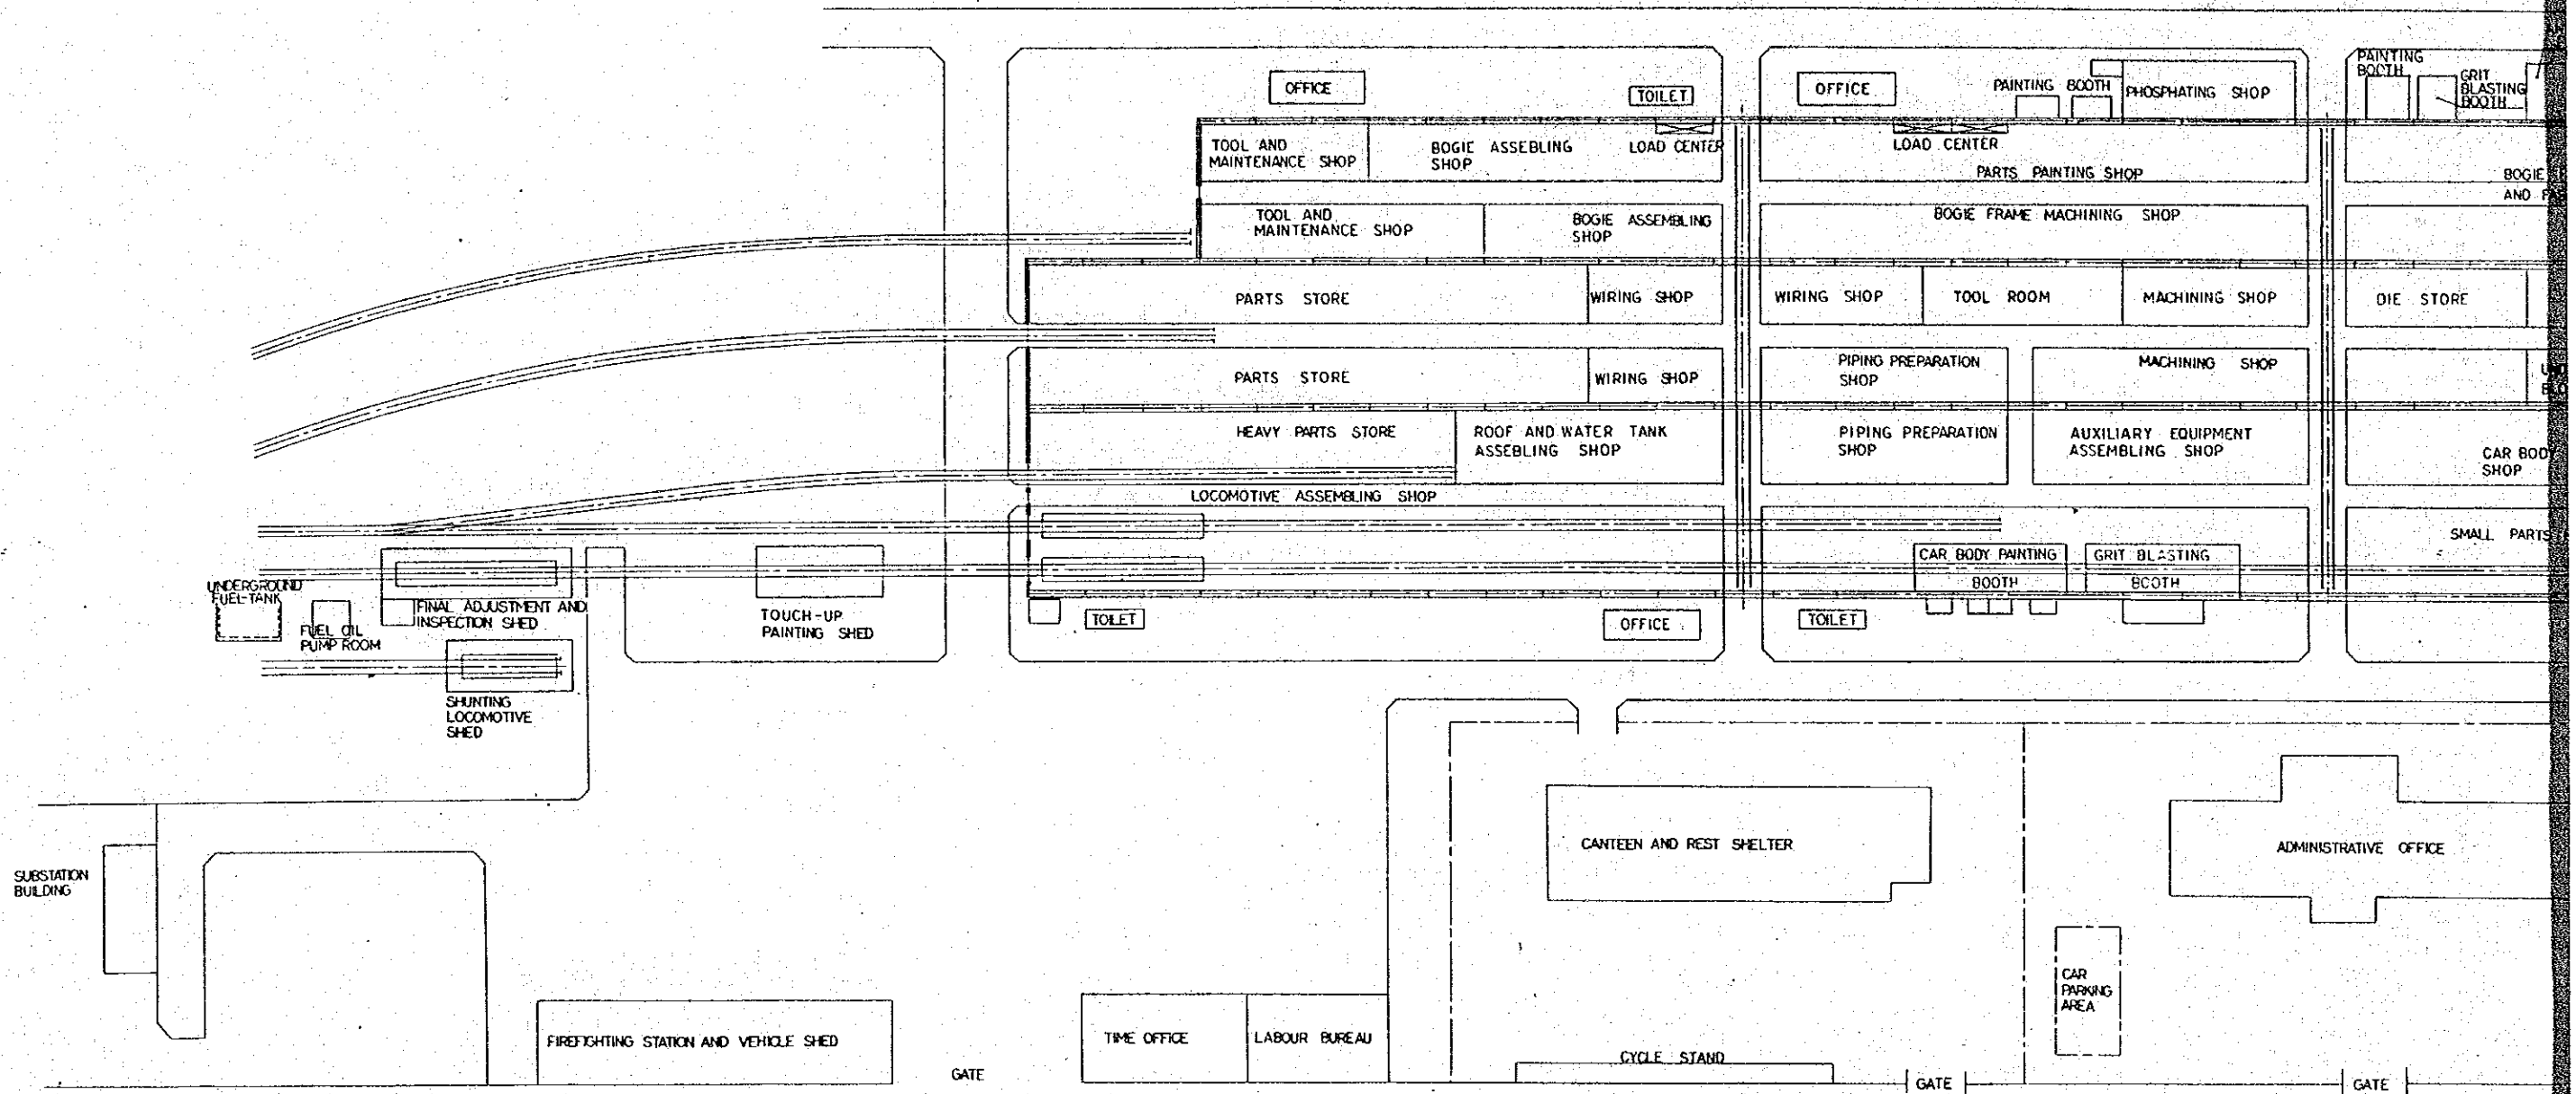 OFFICE
TOILET
TOOL AND
MAINTENANCE SHOP
BOGIE ASSEBLING
SHOP
LOAD CENTER
TOOL AND
MAINTENANCE SHOP
BOGIE ASSEMBLING
SHOP
PARTS STORE
WIRING SHOP
PARTS STORE
WIRING SHOP
HEAVY PARTS STORE
ROOF AND WATER TANK
ASSEBLING SHOP
LOCOMOTIVE ASSEMBLING SHOP
TOILET
OFFICE
OFFICE
PAINTING BOOTH
PHOSPHATING SHOP
LOAD CENTER
PARTS PAINTING SHOP
BOGIE FRAME MACHINING SHOP
WIRING SHOP
TOOL ROOM
MACHINING SHOP
PIPING PREPARATION
SHOP
MACHINING SHOP
PIPING PREPARATION
SHOP
AUXILIARY EQUIPMENT
ASSEMBLING SHOP
CAR BODY PAINTING
BOOTH
GRIT BLASTING
BOOTH
TOILET
PAINTING
BOOTH
GRIT
BLASTING
BOOTH
BOGIE
AND
DIE STORE
CAR BODY
SHOP
SMALL PARTS
UNDERGROUND
FUEL-TANK
FUEL OIL
PUMP ROOM
FINAL ADJUSTMENT AND
INSPECTION SHED
TOUCH-UP
PAINTING SHED
SHUNTING
LOCOMOTIVE
SHED
SUBSTATION
BUILDING
CANTEEN AND REST SHELTER
ADMINISTRATIVE OFFICE
CAR
PARKING
AREA
FIREFIGHTING STATION AND VEHICLE SHED
GATE
TIME OFFICE
LABOUR BUREAU
CYCLE STAND
GATE
GATE